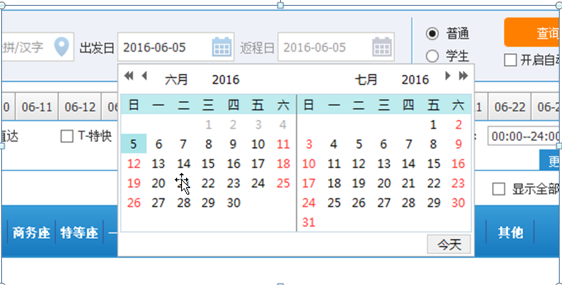 普通 查询
拼/汉字 出发日 2016-06-05 返程日 2016-06-05
学生 开启自动
六月 2016 七月 2016
0 06-11 06-12 1 06-22 06-2
日 一 二 三 四 五 六 日 一 二 三 四 五 六
1 2 3 4 1 2
直达 T-特快 00:00--24:00
5 6 7 8 9 10 11 3 4 5 6 7 8 9
12 13 14 15 16 17 18 10 11 12 13 14 15 16
更
19 20 21 22 23 24 25 17 18 19 20 21 22 23
显示全部
26 27 28 29 30 24 25 26 27 28 29 30
31
商务座 特等座 一 其他
今天